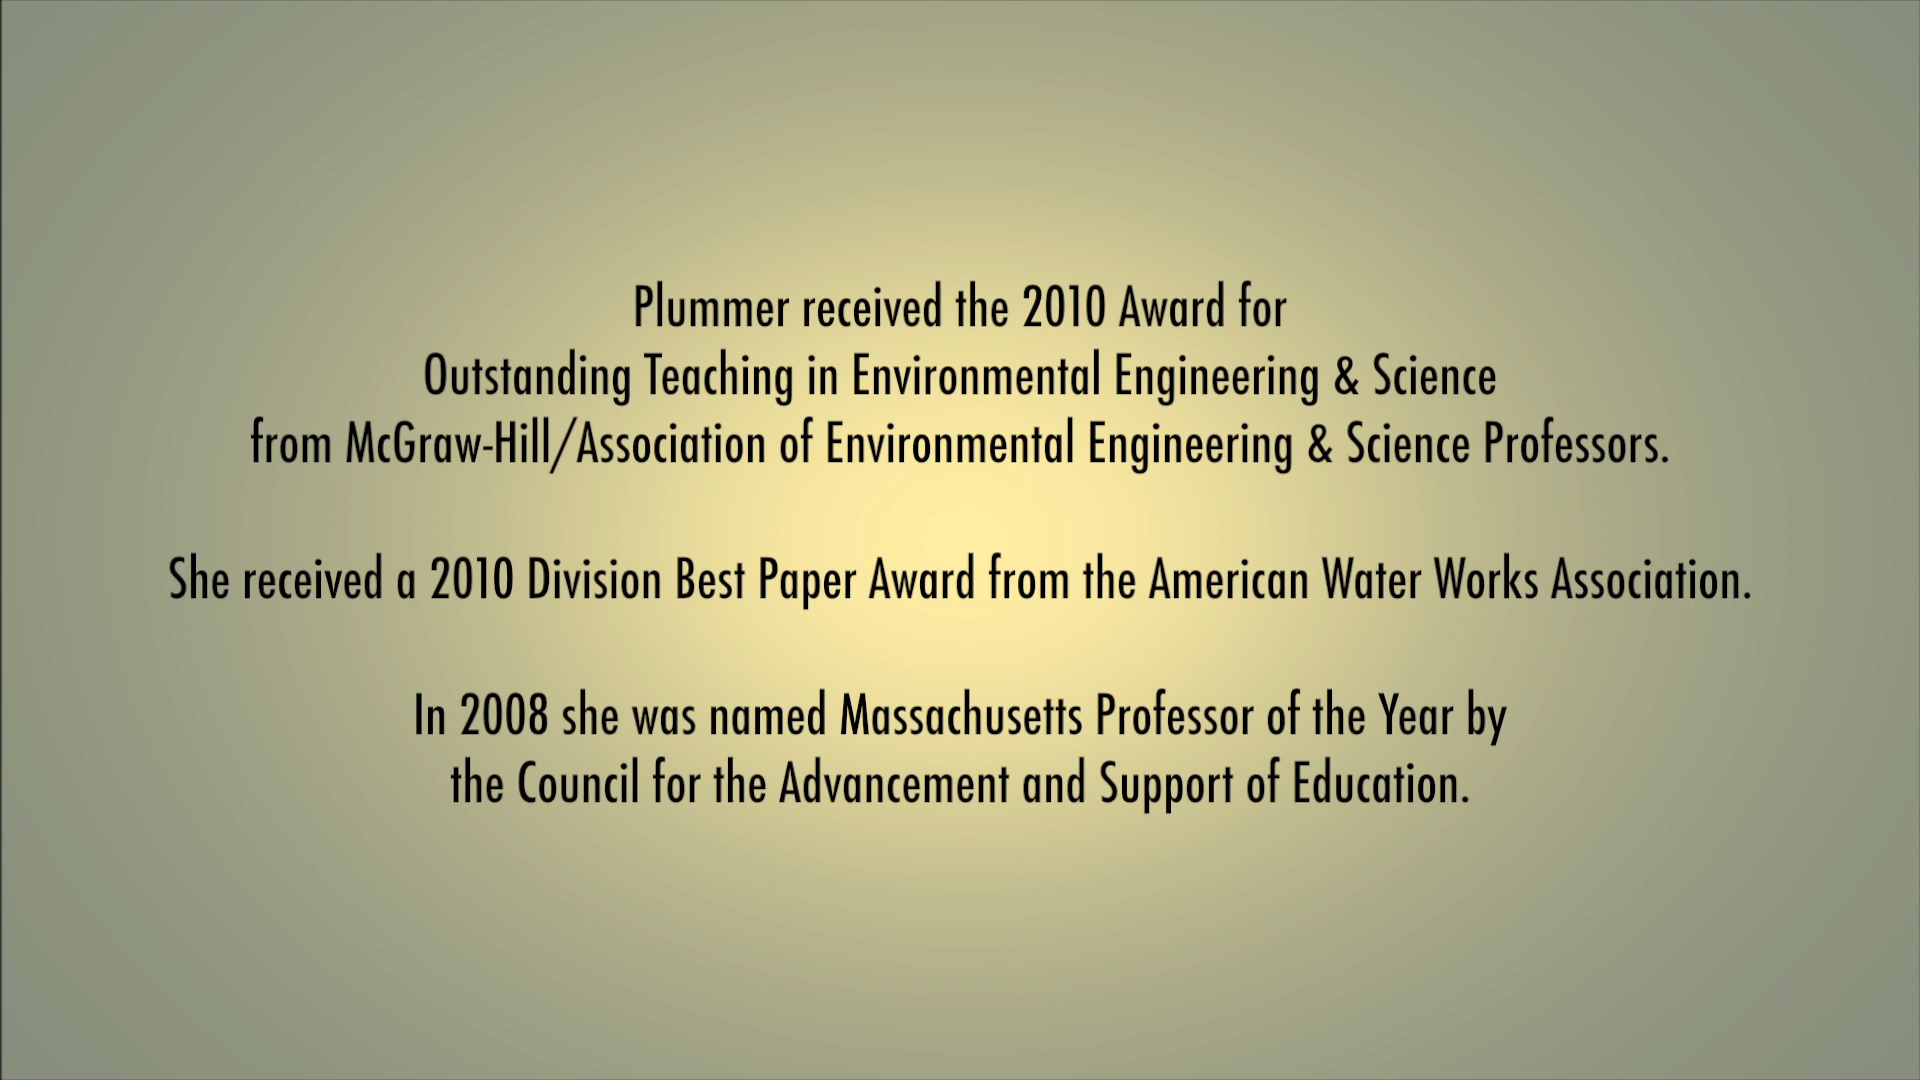 Plummer received the 2010 Award for
Outstanding Teaching in Environmental Engineering & Science
from McGraw-Hill/Association of Environmental Engineering & Science Professors.
She received a 2010 Division Best Paper Award from the American Water Works Association.
In 2008 she was named Massachusetts Professor of the Year by
the Council for the Advancement and Support of Education.